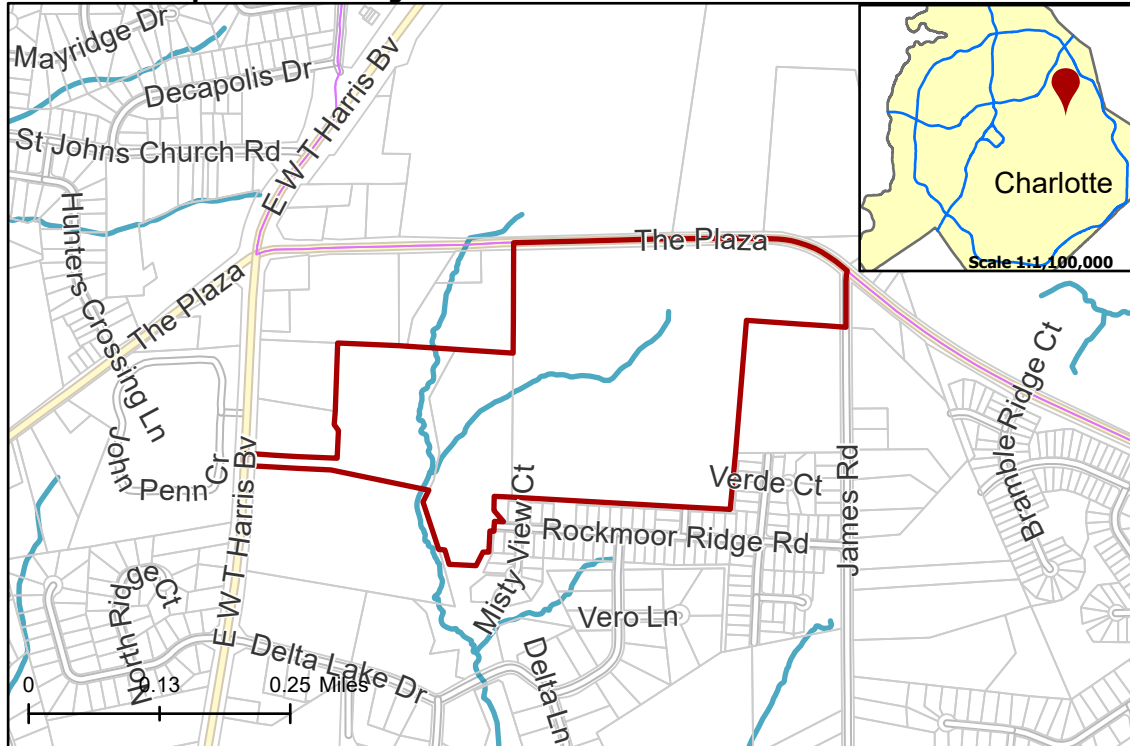 Mayridge Dr
Decapolis Dr
E W T Harris Bv
St Johns Church Rd
Hunters Crossing Ln
The Plaza
The Plaza
Charlotte
Scale 1:1,100,000
John Penn Cr
E W T Harris Bv
Misty View Ct
Verde Ct
Rockmoor Ridge Rd
James Rd
Bramble Ridge Ct
North Ridge Ct
Vero Ln
Delta Lake Dr
Delta Ln
0 0.13 0.25 Miles